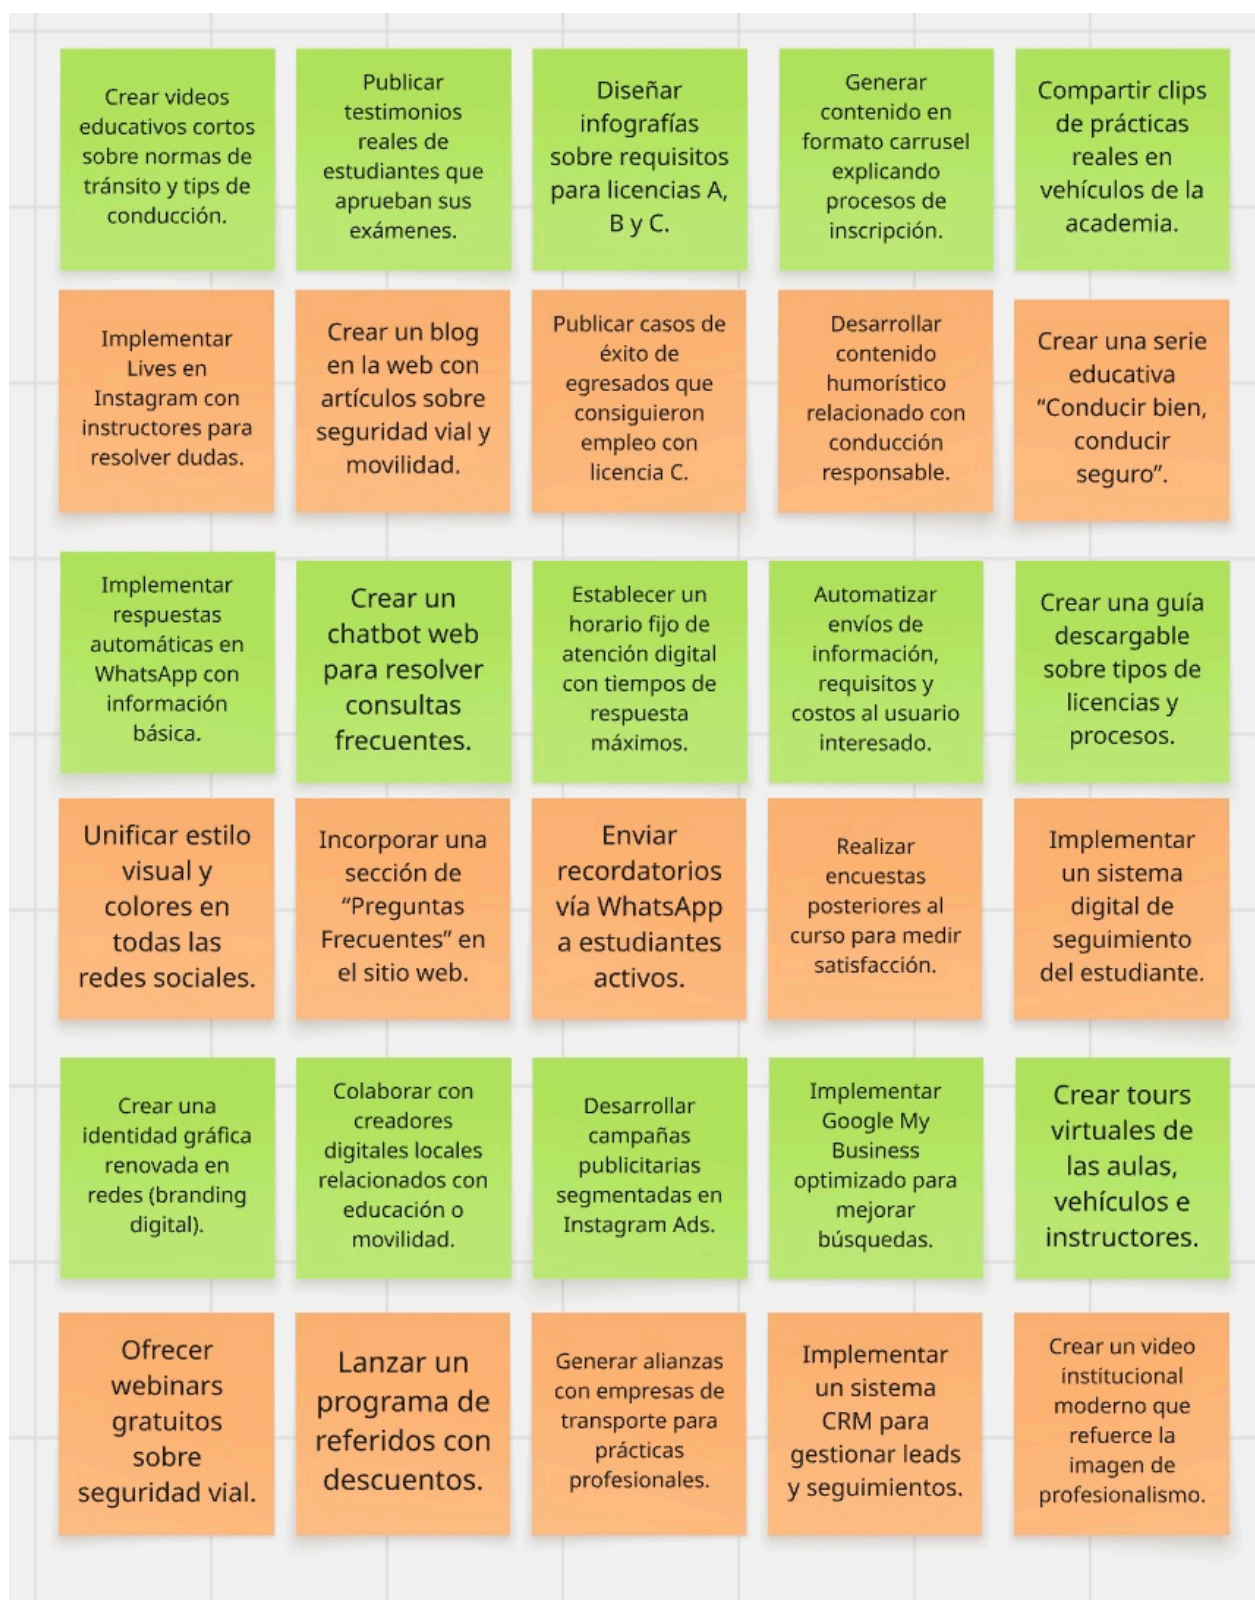 Crear videos
educativos cortos
sobre normas de
tránsito y tips de
conducción.
Publicar
testimonios
reales de
estudiantes que
aprueban sus
exámenes.
Diseñar
infografías
sobre requisitos
para licencias A,
B y C.
Generar
contenido en
formato carrusel
explicando
procesos de
inscripción.
Compartir clips
de prácticas
reales en
vehículos de la
academia.
Implementar
Lives en
Instagram con
instructores para
resolver dudas.
Crear un blog
en la web con
artículos sobre
seguridad vial y
movilidad.
Publicar casos de
éxito de
egresados que
consiguieron
empleo con
licencia C.
Desarrollar
contenido
humorístico
relacionado con
conducción
responsable.
Crear una serie
educativa
“Conducir bien,
conducir
seguro”.
Implementar
respuestas
automáticas en
WhatsApp con
información
básica.
Crear un
chatbot web
para resolver
consultas
frecuentes.
Establecer un
horario fijo de
atención digital
con tiempos de
respuesta
máximos.
Automatizar
envíos de
información,
requisitos y
costos al usuario
interesado.
Crear una guía
descargable
sobre tipos de
licencias y
procesos.
Unificar estilo
visual y
colores en
todas las
redes sociales.
Incorporar una
sección de
“Preguntas
Frecuentes” en
el sitio web.
Enviar
recordatorios
vía WhatsApp
a estudiantes
activos.
Realizar
encuestas
posteriores al
curso para medir
satisfacción.
Implementar
un sistema
digital de
seguimiento
del estudiante.
Crear una
identidad gráfica
renovada en
redes (branding
digital).
Colaborar con
creadores
digitales locales
relacionados con
educación o
movilidad.
Desarrollar
campañas
publicitarias
segmentadas en
Instagram Ads.
Implementar
Google My
Business
optimizado para
mejorar
búsquedas.
Crear tours
virtuales de
las aulas,
vehículos e
instructores.
Ofrecer
webinars
gratuitos
sobre
seguridad vial.
Lanzar un
programa de
referidos con
descuentos.
Generar alianzas
con empresas de
transporte para
prácticas
profesionales.
Implementar
un sistema
CRM para
gestionar leads
y seguimientos.
Crear un video
institucional
moderno que
refuerce la
imagen de
profesionalismo.